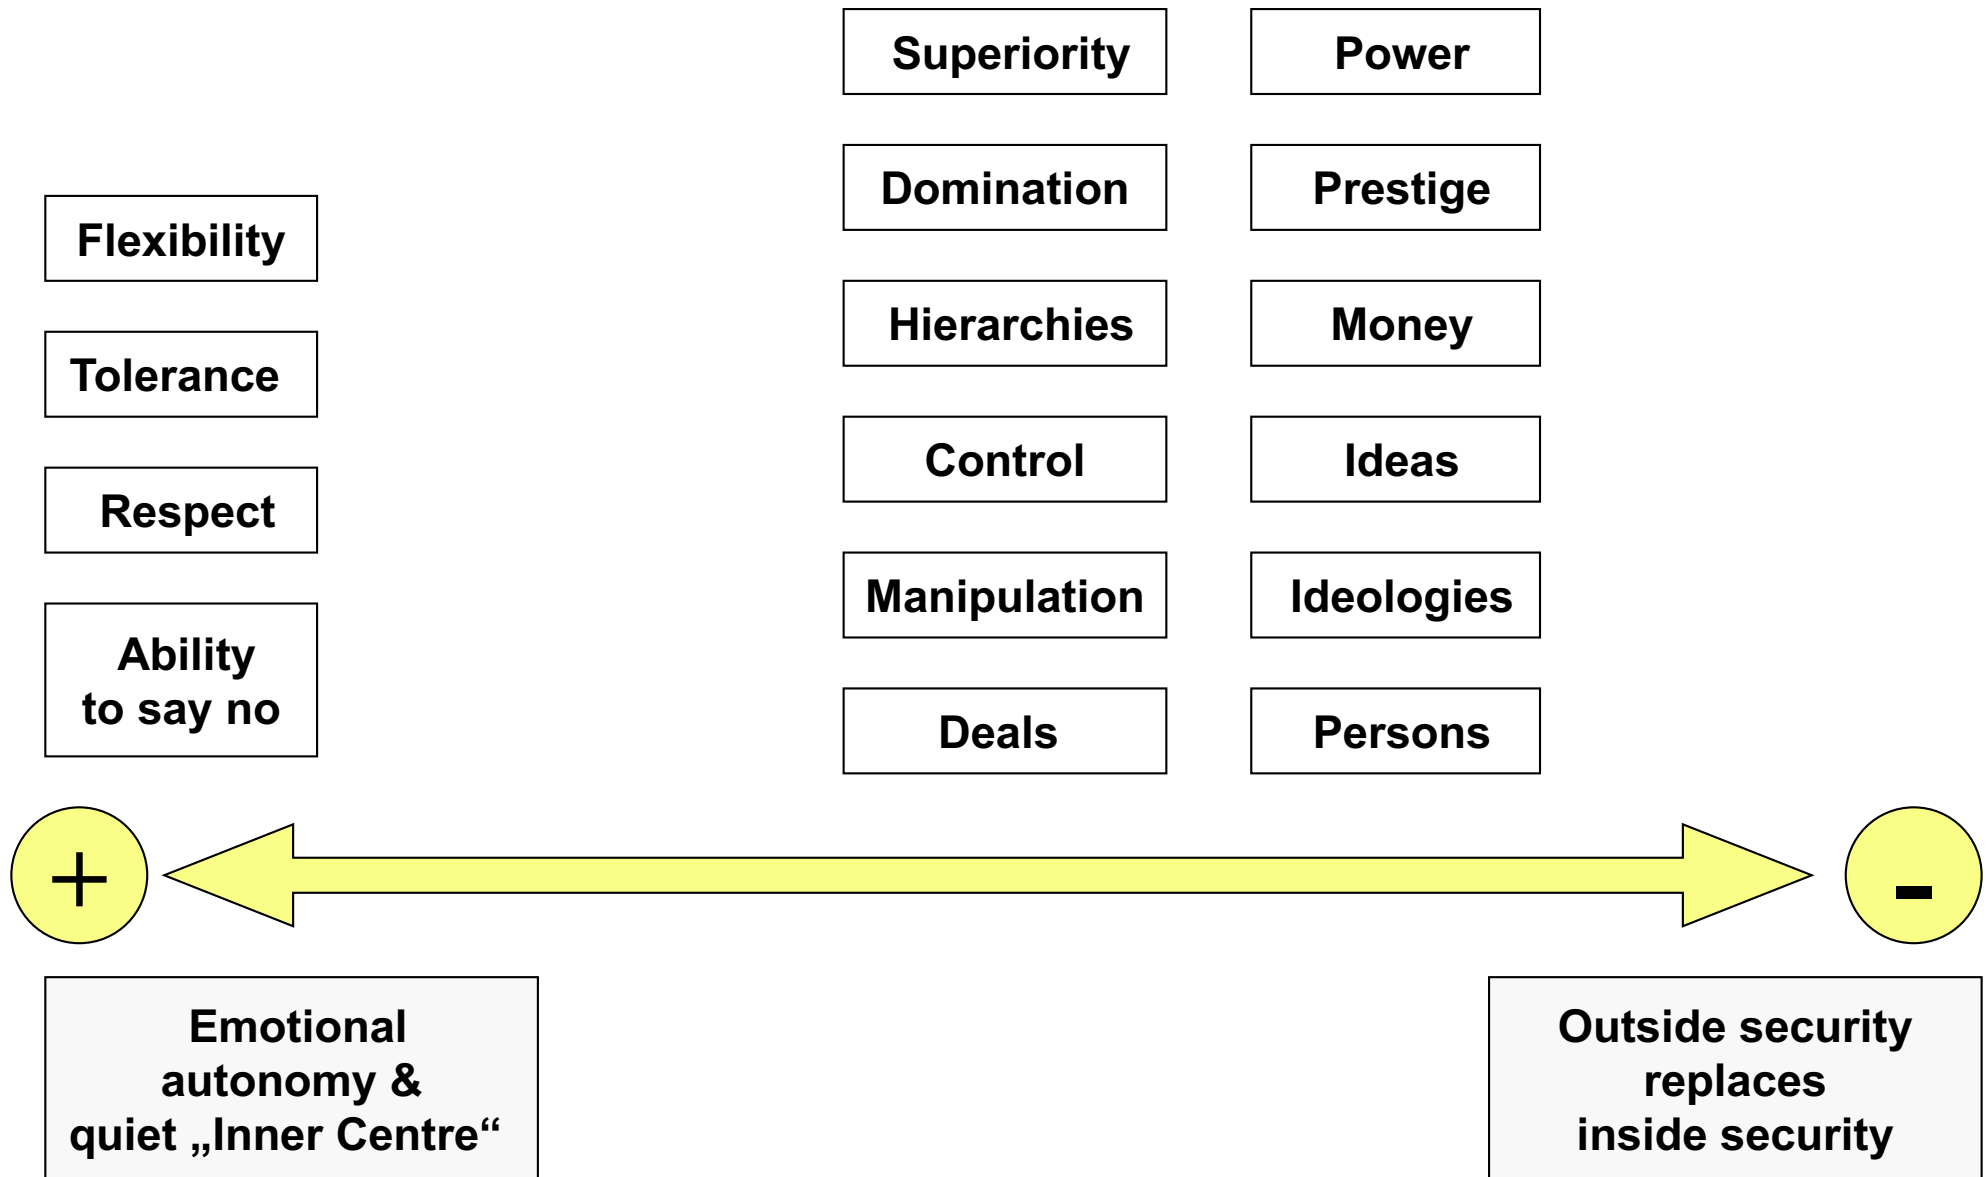 Superiority
Power
Domination
Prestige
Flexibility
Hierarchies
Money
Tolerance
Control
Ideas
Respect
Manipulation
Ideologies
Ability
to say no
Deals
Persons
+
-
Emotional
autonomy &
quiet „Inner Centre“
Outside security
replaces
inside security